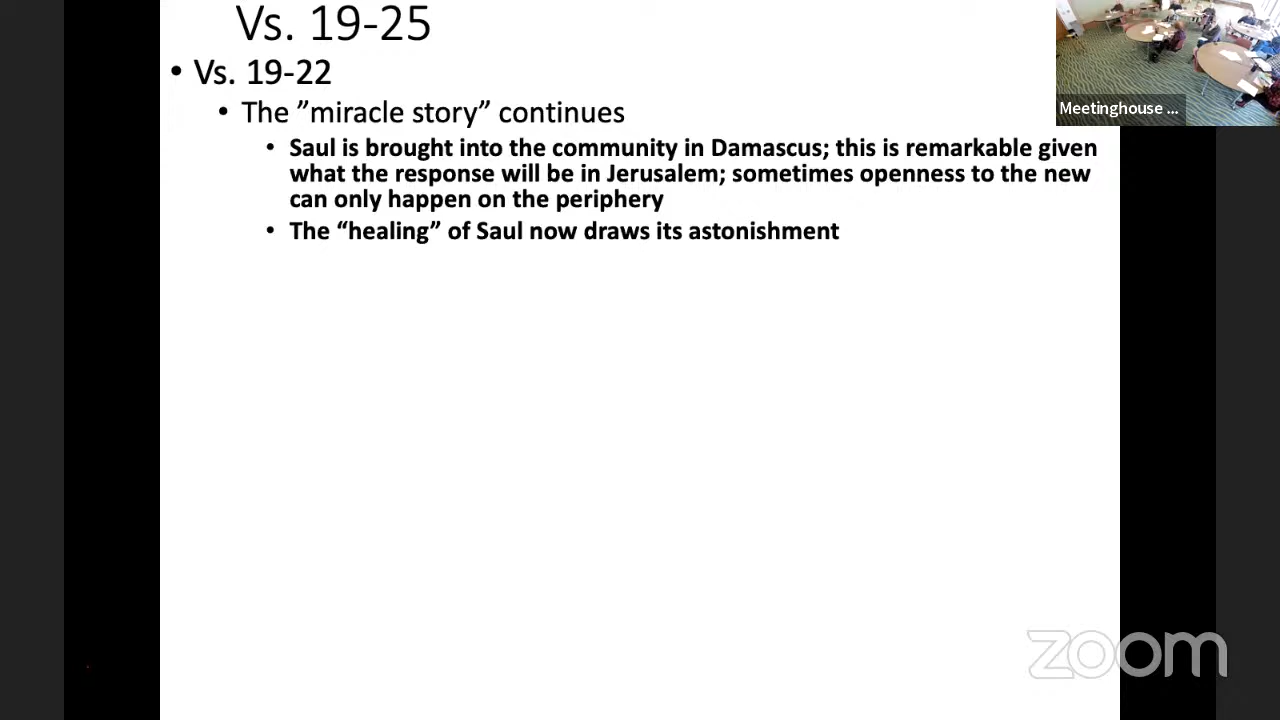 Vs. 19-25
• Vs. 19-22
• The ”miracle story” continues
• Saul is brought into the community in Damascus; this is remarkable given
what the response will be in Jerusalem; sometimes openness to the new
can only happen on the periphery
• The “healing” of Saul now draws its astonishment
Meetinghouse ...
zoom